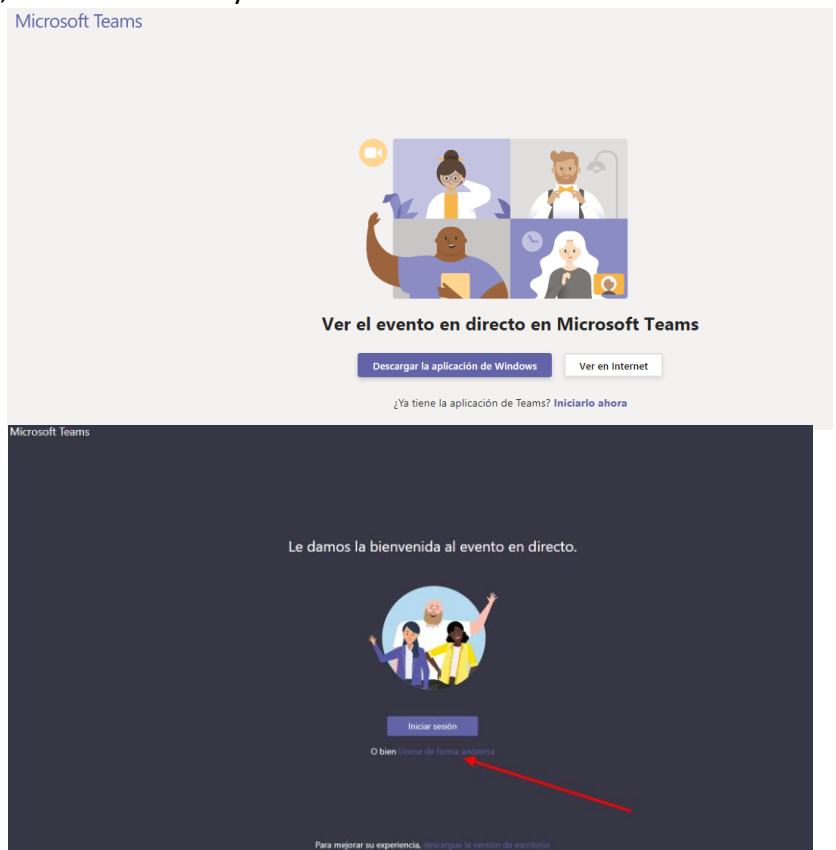 Microsoft Teams
Ver el evento en directo en Microsoft Teams
Descargar la aplicación de Windows
Ver en Internet
¿Ya tiene la aplicación de Teams? Iniciarlo ahora
Microsoft Teams
Le damos la bienvenida al evento en directo.
Iniciar sesión
O bien Unirse de forma anónima
Para mejorar su experiencia, descargue la versión de escritorio